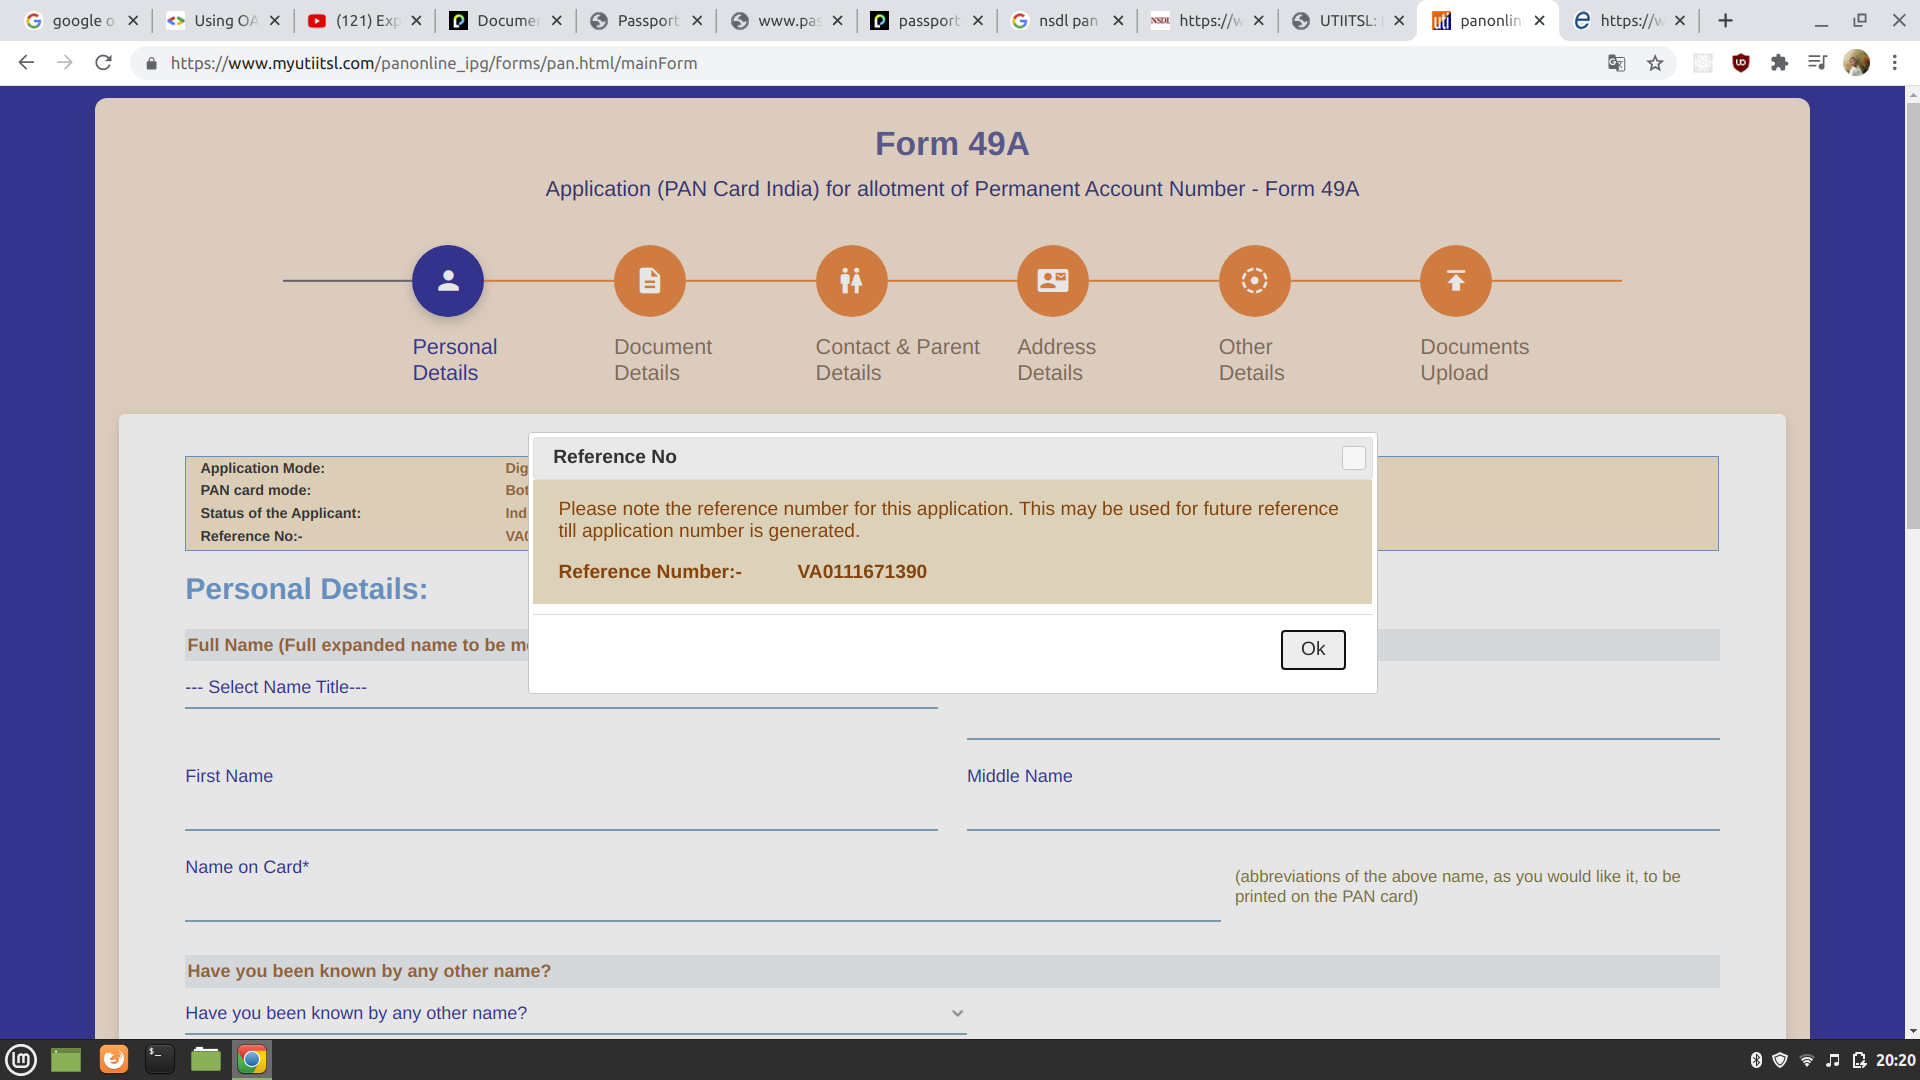 google o
Using OA
(121) Exp
Documen
Passport
www.pas
passport
nsdl pan
NSDL https://w
UTIITSL:
uti panonlin
https://w
https://www.myutiitsl.com/panonline_ipg/forms/pan.html/mainForm
Form 49A
Application (PAN Card India) for allotment of Permanent Account Number - Form 49A
Personal
Details
Document
Details
Contact & Parent
Details
Address
Details
Other
Details
Documents
Upload
Application Mode: Dig
PAN card mode: Bot
Status of the Applicant: Ind
Reference No:- VA0
Reference No
Please note the reference number for this application. This may be used for future reference
till application number is generated.
Reference Number:- VA0111671390
Ok
Personal Details:
Full Name (Full expanded name to be me
--- Select Name Title---
First Name
Middle Name
Name on Card*
(abbreviations of the above name, as you would like it, to be
printed on the PAN card)
Have you been known by any other name?
Have you been known by any other name?
20:20